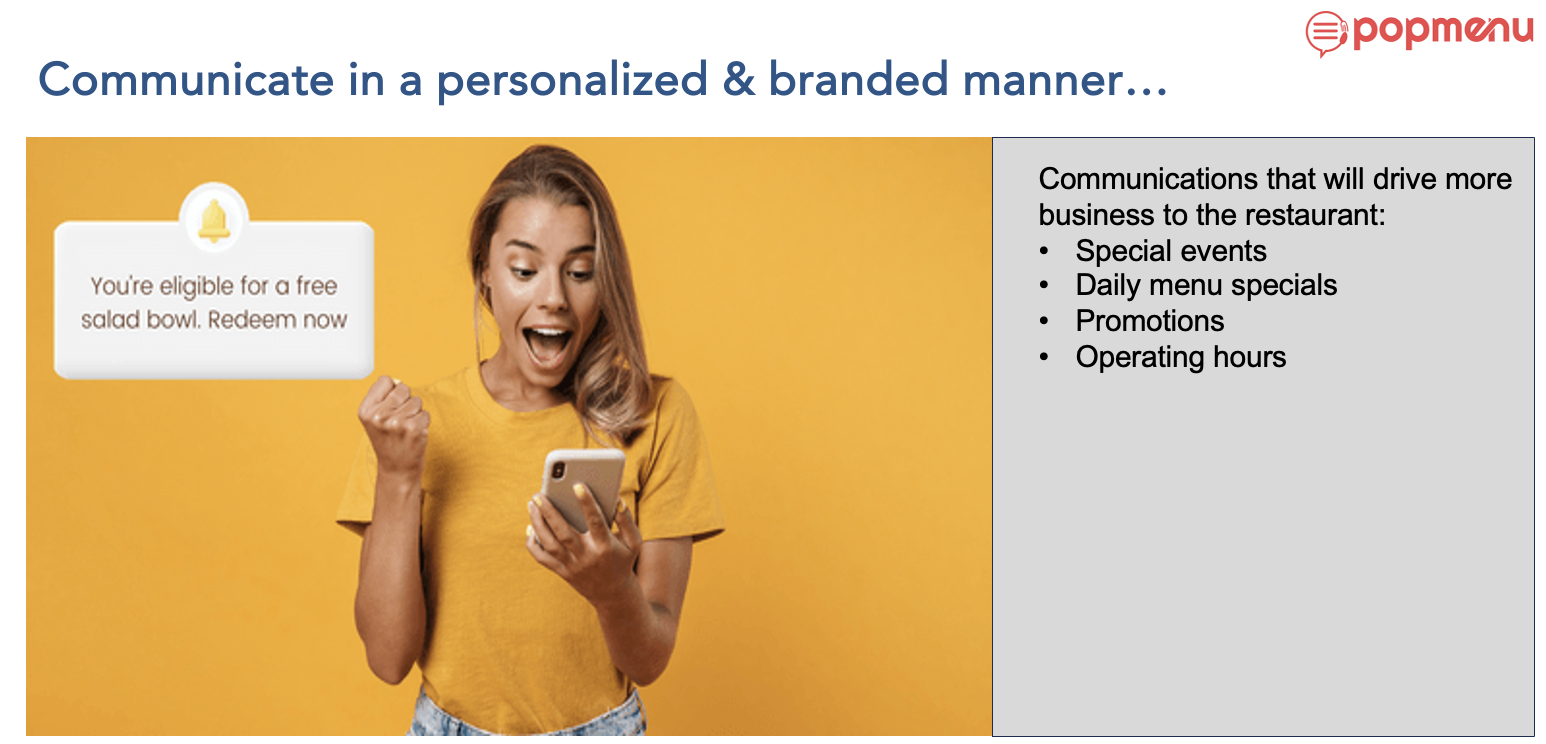 popmenu
Communicate in a personalized & branded manner…
You're eligible for a free
salad bowl. Redeem now
Communications that will drive more
business to the restaurant:
• Special events
• Daily menu specials
• Promotions
• Operating hours